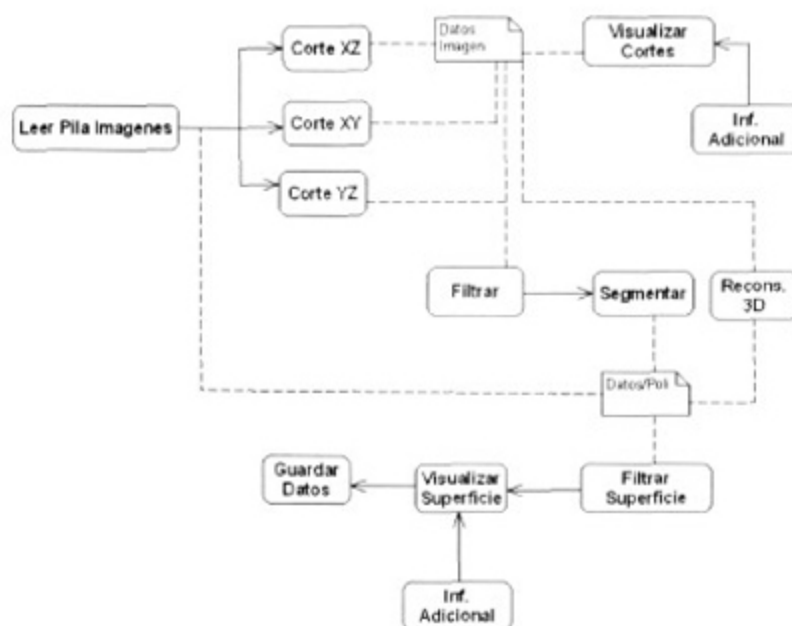 Corte XZ
Datos
Imagen
Visualizar
Cortes
Leer Pila Imagenes
Corte XY
Inf.
Adicional
Corte YZ
Filtrar
Segmentar
Recons.
3D
Datos/Poli
Guardar
Datos
Visualizar
Superficie
Filtrar
Superficie
Inf.
Adicional